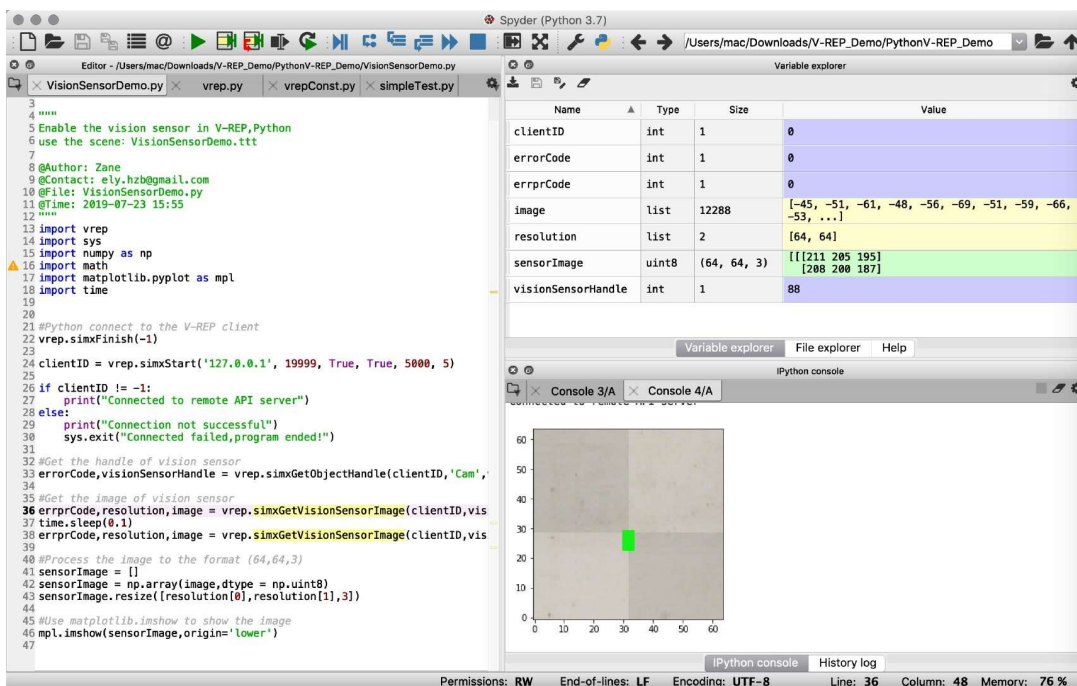 Spyder (Python 3.7)
/Users/mac/Downloads/V-REP_Demo/PythonV-REP_Demo
Editor - /Users/mac/Downloads/V-REP_Demo/PythonV-REP_Demo/VisionSensorDemo.py
VisionSensorDemo.py
vrep.py
vrepConst.py
simpleTest.py
3
4 """
5 Enable the vision sensor in V-REP,Python
6 use the scene: VisionSensorDemo.ttt
7
8 @Author: Zane
9 @Contact: ely.hzb@gmail.com
10 @File: VisionSensorDemo.py
11 @Time: 2019-07-23 15:55
12 """
13 import vrep
14 import sys
15 import numpy as np
16 import math
17 import matplotlib.pyplot as mpl
18 import time
19
20
21 #Python connect to the V-REP client
22 vrep.simxFinish(-1)
23
24 clientID = vrep.simxStart('127.0.0.1', 19999, True, True, 5000, 5)
25
26 if clientID != -1:
27 print("Connected to remote API server")
28 else:
29 print("Connection not successful")
30 sys.exit("Connected failed,program ended!")
31
32 #Get the handle of vision sensor
33 errorCode,visionSensorHandle = vrep.simxGetObjectHandle(clientID,'Cam',
34
35 #Get the image of vision sensor
36 errprCode,resolution,image = vrep.simxGetVisionSensorImage(clientID,vis
37 time.sleep(0.1)
38 errprCode,resolution,image = vrep.simxGetVisionSensorImage(clientID,vis
39
40 #Process the image to the format (64,64,3)
41 sensorImage = []
42 sensorImage = np.array(image,dtype = np.uint8)
43 sensorImage.resize([resolution[0],resolution[1],3])
44
45 #Use matplotlib.imshow to show the image
46 mpl.imshow(sensorImage,origin='lower')
47
Variable explorer
Name Type Size Value
clientID int 1 0
errorCode int 1 0
errprCode int 1 0
image list 12288 [-45, -51, -61, -48, -56, -69, -51, -59, -66,
-53, ...]
resolution list 2 [64, 64]
sensorImage uint8 (64, 64, 3) [[[211 205 195]
[208 200 187]
visionSensorHandle int 1 88
Variable explorer File explorer Help
IPython console
Console 3/A Console 4/A
Connected to remote API server
60
50
40
30
20
10
0
0 10 20 30 40 50 60
IPython console History log
Permissions: RW End-of-lines: LF Encoding: UTF-8 Line: 36 Column: 48 Memory: 76 %